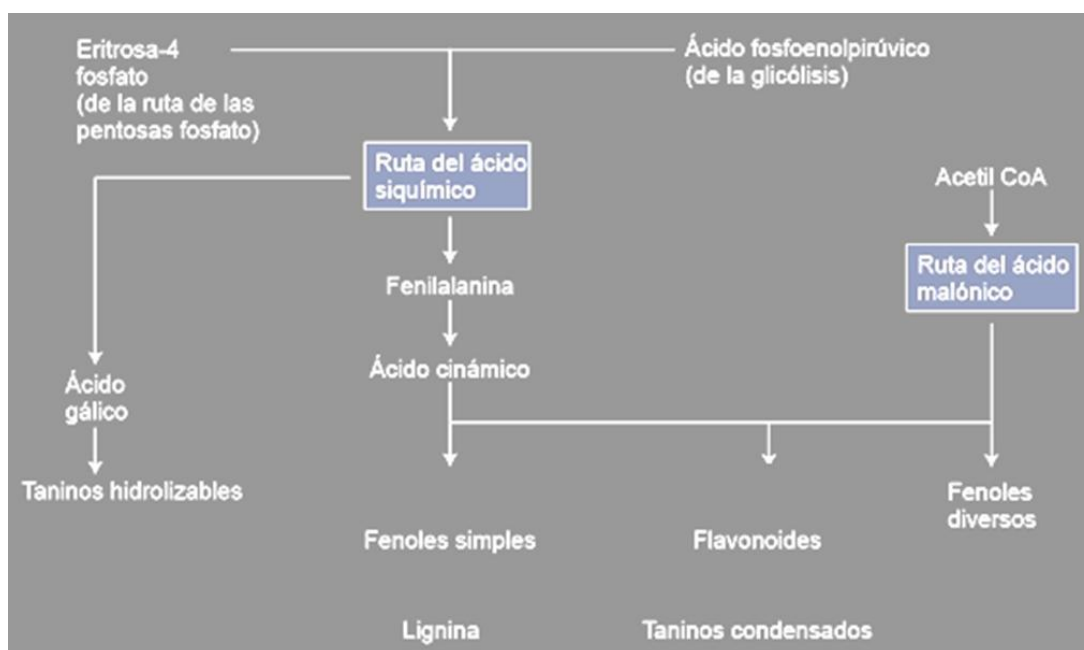 Eritrosa-4
fosfato
(de la ruta de las
pentosas fosfato)
Ácido fosfoenolpirúvico
(de la glicólisis)
Ruta del ácido
siquímico
Acetil CoA
Ruta del ácido
malónico
Fenilalanina
Ácido cinámico
Ácido
gálico
Taninos hidrolizables
Fenoles
diversos
Fenoles simples
Flavonoides
Lignina
Taninos condensados